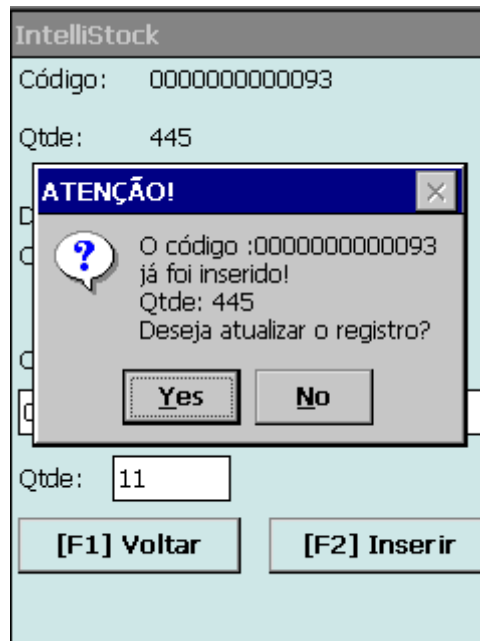 IntelliStock
Código: 0000000000093
Qtde: 445
ATENÇÃO!
O código :0000000000093
já foi inserido!
Qtde: 445
Deseja atualizar o registro?
Yes No
Qtde: 11
[F1] Voltar [F2] Inserir